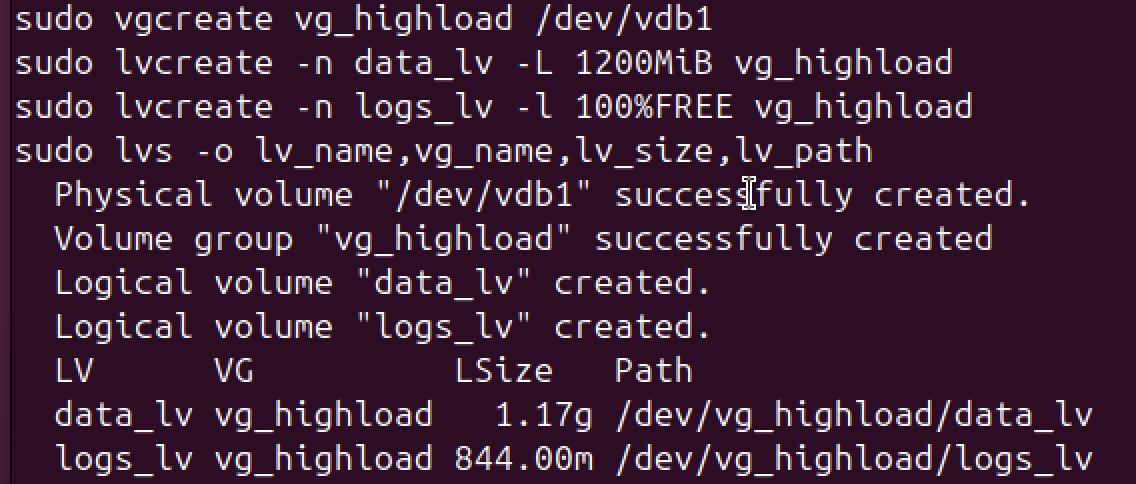 sudo vgcreate vg_highload /dev/vdb1
sudo lvcreate -n data_lv -L 1200MiB vg_highload
sudo lvcreate -n logs_lv -l 100%FREE vg_highload
sudo lvs -o lv_name,vg_name,lv_size,lv_path
  Physical volume "/dev/vdb1" successfully created.
  Volume group "vg_highload" successfully created
  Logical volume "data_lv" created.
  Logical volume "logs_lv" created.
  LV      VG          LSize   Path
  data_lv vg_highload   1.17g /dev/vg_highload/data_lv
  logs_lv vg_highload 844.00m /dev/vg_highload/logs_lv